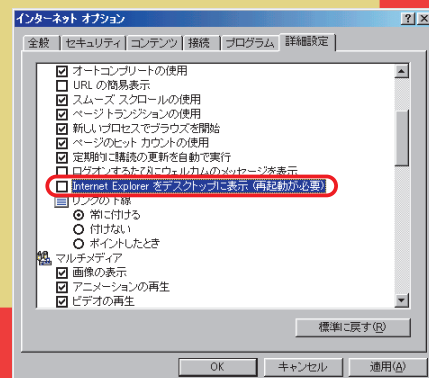 インターネット オプション
全般 セキュリティ コンテンツ 接続 プログラム 詳細設定
オートコンプリートの使用
URL の簡易表示
スムーズ スクロールの使用
ページトランジションの使用
新しいプロセスでブラウズを開始
ページのヒット カウントの使用
定期的に購読の更新を自動で実行
ログオンするたびにウェルカムのメッセージを表示
Internet Explorer をデスクトップに表示 (再起動が必要)
リンクの下線
常に付ける
付けない
ポイントしたとき
マルチメディア
画像の表示
アニメーションの再生
ビデオの再生
標準に戻す(R)
OK キャンセル 適用(A)